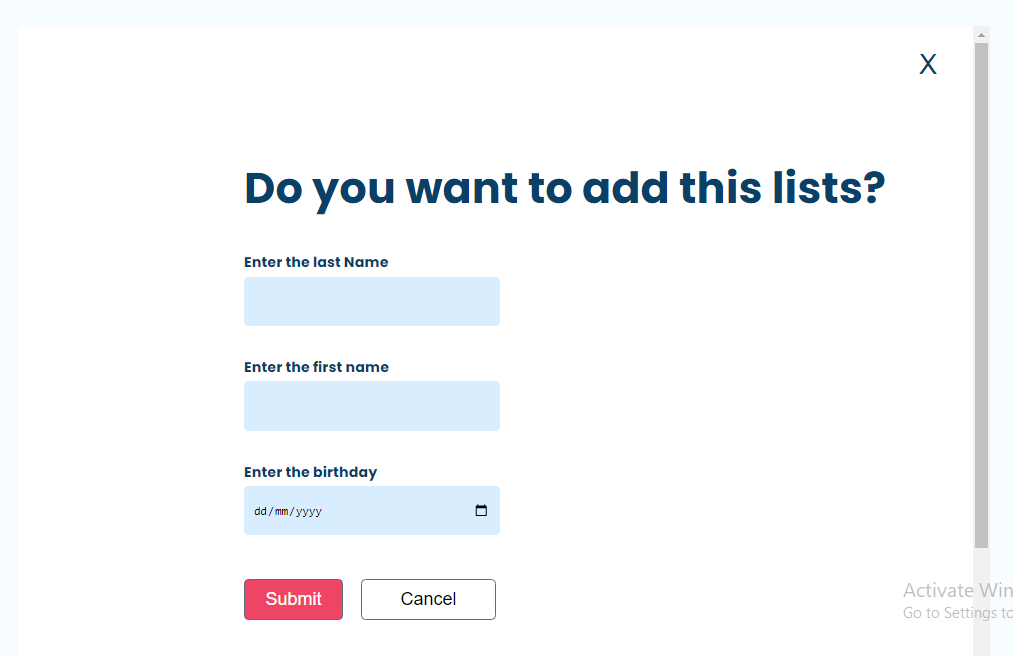 X
Do you want to add this lists?
Enter the last Name
Enter the first name
Enter the birthday
dd/mm/yyyy
Submit
Cancel
Activate Win
Go to Settings to